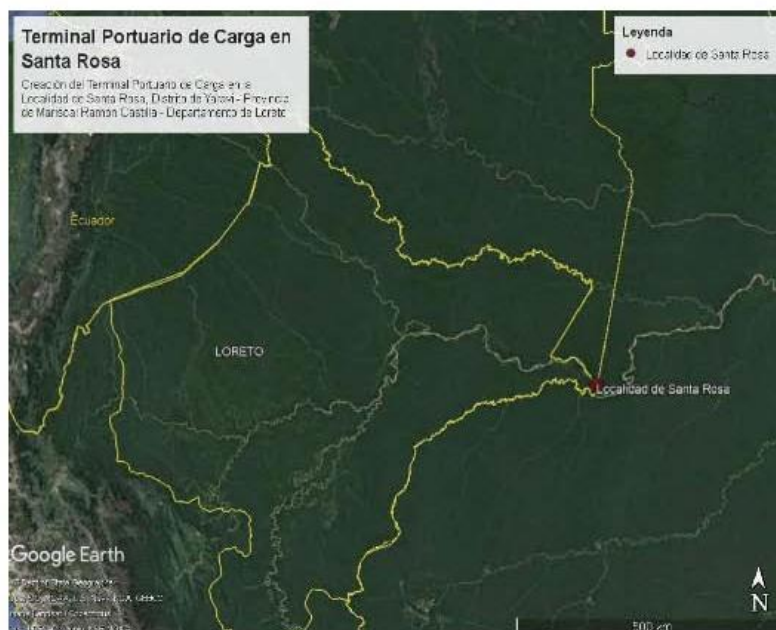 Terminal Portuario de Carga en
Santa Rosa
Creación del Terminal Portuario de Carga en la
Localidad de Santa Rosa, Distrito de Yavari - Provincia
de Mariscal Ramón Castilla - Departamento de Loreto
Leyenda
Localidad de Santa Rosa
Ecuador
LORETO
Localidad de Santa Rosa
Google Earth
N
500 km